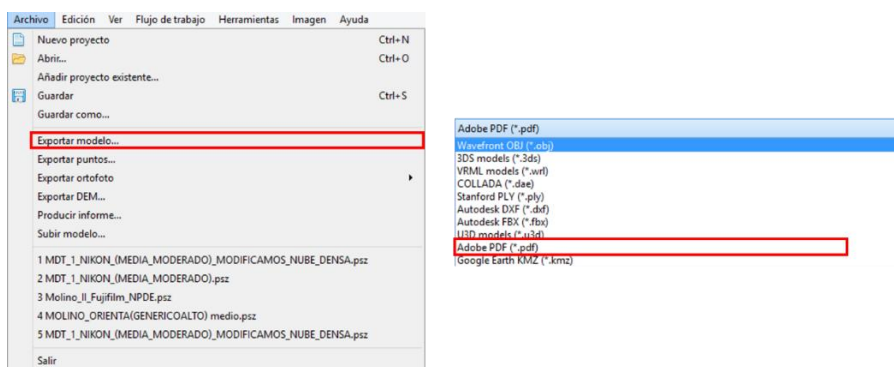 Archivo Edición Ver Flujo de trabajo Herramientas Imagen Ayuda
Nuevo proyecto Ctrl+N
Abrir... Ctrl+O
Añadir proyecto existente...
Guardar Ctrl+S
Guardar como...
Exportar modelo...
Exportar puntos...
Exportar ortofoto
Exportar DEM...
Producir informe...
Subir modelo...
1 MDT_1_NIKON_(MEDIA_MODERADO)_MODIFICAMOS_NUBE_DENSA.psz
2 MDT_1_NIKON_(MEDIA_MODERADO).psz
3 Molino_II_Fujifilm_NPDE.psz
4 MOLINO_ORIENTA(GENERICOALTO) medio.psz
5 MDT_1_NIKON_(MEDIA_MODERADO)_MODIFICAMOS_NUBE_DENSA.psz
Salir
Adobe PDF (*.pdf)
Wavefront OBJ (*.obj)
3DS models (*.3ds)
VRML models (*.wrl)
COLLADA (*.dae)
Stanford PLY (*.ply)
Autodesk DXF (*.dxf)
Autodesk FBX (*.fbx)
U3D models (*.u3d)
Adobe PDF (*.pdf)
Google Earth KMZ (*.kmz)